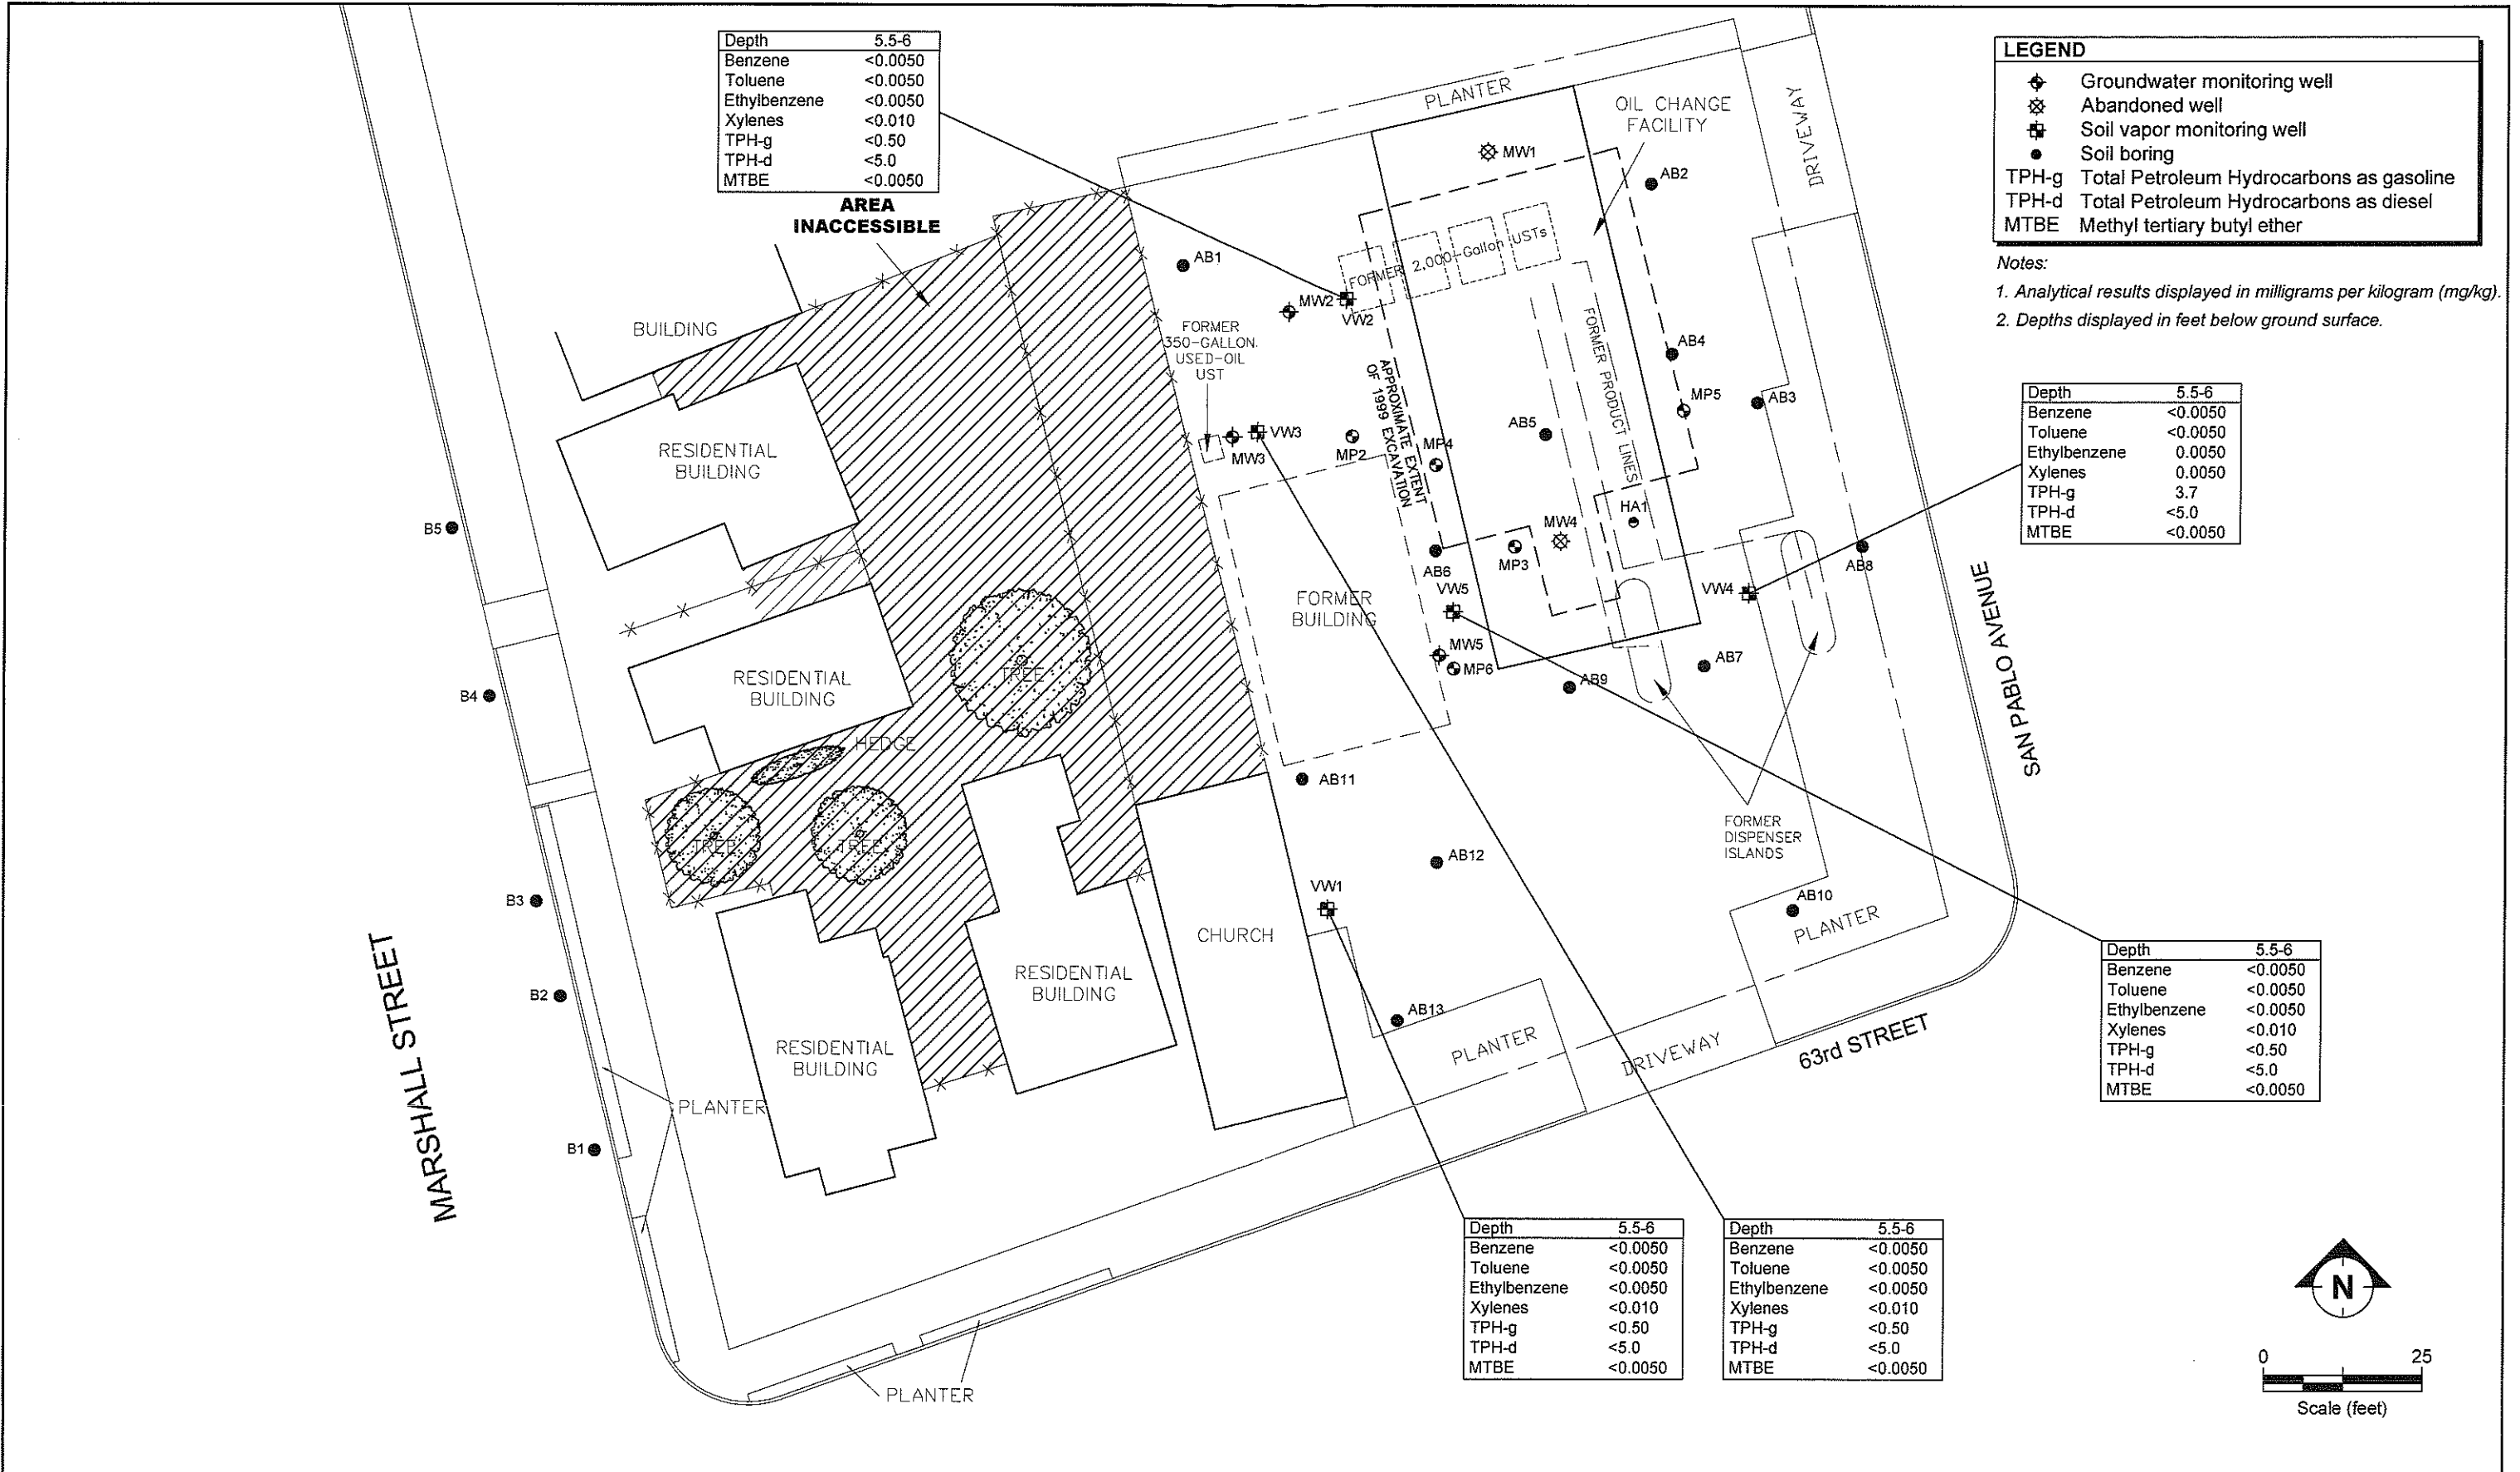 Depth 5.5-6
Benzene <0.0050
Toluene <0.0050
Ethylbenzene <0.0050
Xylenes <0.010
TPH-g <0.50
TPH-d <5.0
MTBE <0.0050
AREA
INACCESSIBLE
LEGEND
Groundwater monitoring well
Abandoned well
Soil vapor monitoring well
Soil boring
TPH-g Total Petroleum Hydrocarbons as gasoline
TPH-d Total Petroleum Hydrocarbons as diesel
MTBE Methyl tertiary butyl ether
Notes:
1. Analytical results displayed in milligrams per kilogram (mg/kg).
2. Depths displayed in feet below ground surface.
PLANTER
OIL CHANGE
FACILITY
DRIVEWAY
MW1
AB2
AB1
MW2
VW2
FORMER 2,000-Gallon USTs
BUILDING
FORMER
350-GALLON
USED-OIL
UST
FORMER PRODUCT LINES
APPROXIMATE EXTENT
OF 1999 EXCAVATION
AB4
MP5
AB3
AB5
VW3
MW3
MP2
MP4
RESIDENTIAL
BUILDING
Depth 5.5-6
Benzene <0.0050
Toluene <0.0050
Ethylbenzene 0.0050
Xylenes 0.0050
TPH-g 3.7
TPH-d <5.0
MTBE <0.0050
B5
HA1
MW4
MP3
AB6
VW5
VW4
AB8
FORMER
BUILDING
MW5
MP6
AB7
AB9
SAN PABLO AVENUE
TREE
RESIDENTIAL
BUILDING
B4
HEDGE
AB11
FORMER
DISPENSER
ISLANDS
TREE
TREE
AB12
VW1
B3
AB10
PLANTER
CHURCH
MARSHALL STREET
B2
RESIDENTIAL
BUILDING
AB13
PLANTER
DRIVEWAY
63rd STREET
Depth 5.5-6
Benzene <0.0050
Toluene <0.0050
Ethylbenzene <0.0050
Xylenes <0.010
TPH-g <0.50
TPH-d <5.0
MTBE <0.0050
RESIDENTIAL
BUILDING
PLANTER
B1
Depth 5.5-6
Benzene <0.0050
Toluene <0.0050
Ethylbenzene <0.0050
Xylenes <0.010
TPH-g <0.50
TPH-d <5.0
MTBE <0.0050
Depth 5.5-6
Benzene <0.0050
Toluene <0.0050
Ethylbenzene <0.0050
Xylenes <0.010
TPH-g <0.50
TPH-d <5.0
MTBE <0.0050
PLANTER
N
0 25
Scale (feet)